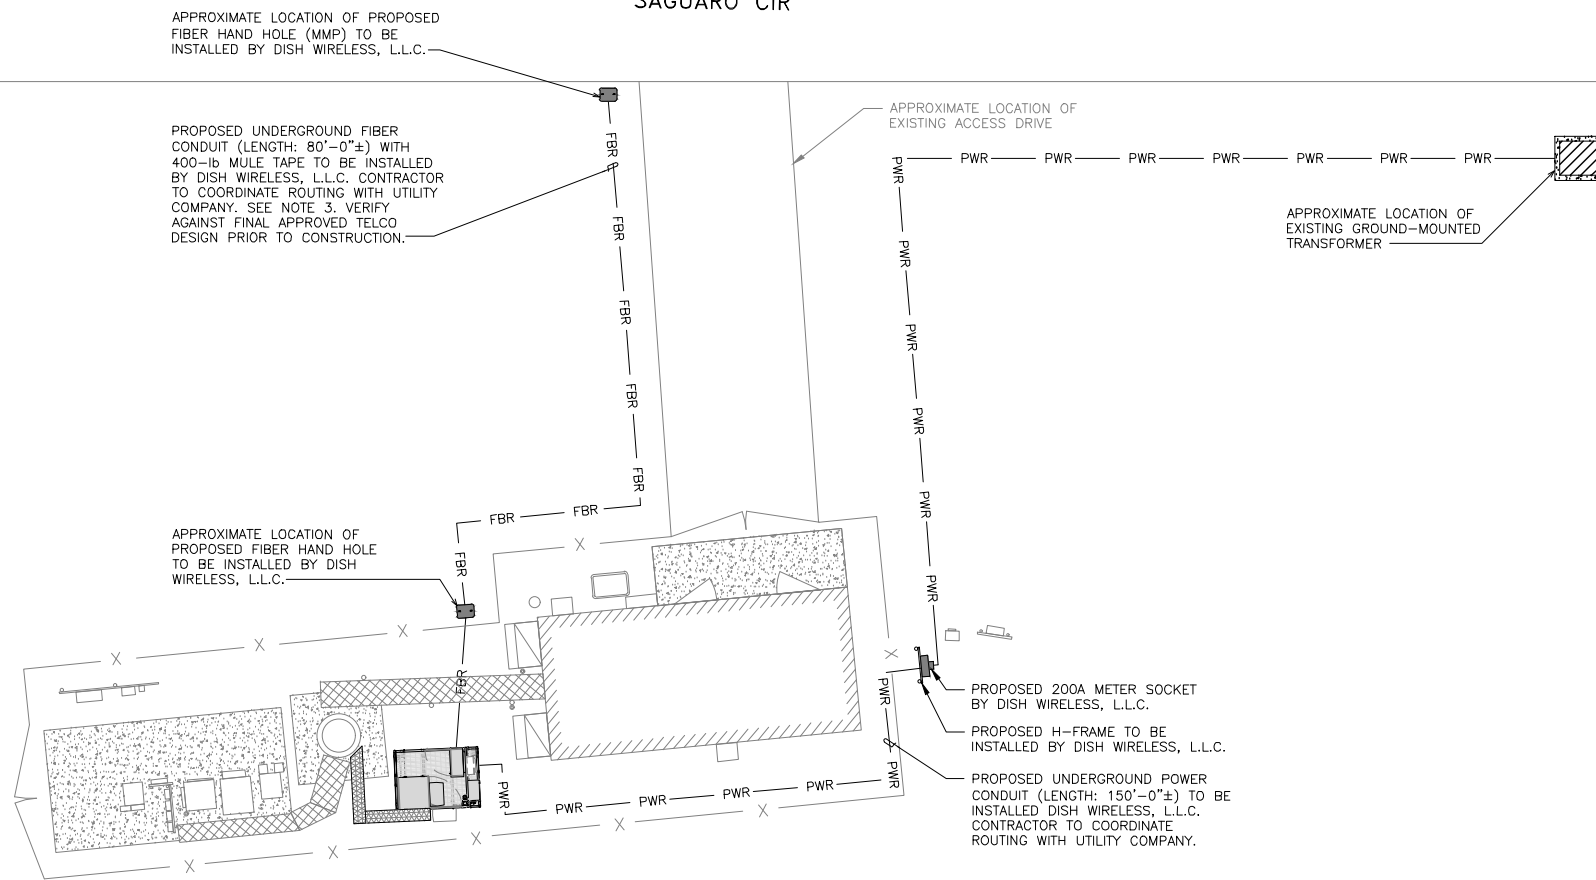 SAGUARO CIR
APPROXIMATE LOCATION OF PROPOSED
FIBER HAND HOLE (MMP) TO BE
INSTALLED BY DISH WIRELESS, L.L.C.
PROPOSED UNDERGROUND FIBER
CONDUIT (LENGTH: 80'-0"±) WITH
400-lb MULE TAPE TO BE INSTALLED
BY DISH WIRELESS, L.L.C. CONTRACTOR
TO COORDINATE ROUTING WITH UTILITY
COMPANY. SEE NOTE 3. VERIFY
AGAINST FINAL APPROVED TELCO
DESIGN PRIOR TO CONSTRUCTION.
APPROXIMATE LOCATION OF
EXISTING ACCESS DRIVE
APPROXIMATE LOCATION OF
EXISTING GROUND-MOUNTED
TRANSFORMER
PWR
PWR
PWR
PWR
PWR
PWR
PWR
PWR
PWR
PWR
PWR
PWR
PWR
FBR
FBR
FBR
FBR
FBR
FBR
FBR
FBR
FBR
APPROXIMATE LOCATION OF
PROPOSED FIBER HAND HOLE
TO BE INSTALLED BY DISH
WIRELESS, L.L.C.
X
X
X
X
X
X
X
X
X
X
PROPOSED 200A METER SOCKET
BY DISH WIRELESS, L.L.C.
PROPOSED H-FRAME TO BE
INSTALLED BY DISH WIRELESS, L.L.C.
PROPOSED UNDERGROUND POWER
CONDUIT (LENGTH: 150'-0"±) TO BE
INSTALLED DISH WIRELESS, L.L.C.
CONTRACTOR TO COORDINATE
ROUTING WITH UTILITY COMPANY.
PWR
PWR
PWR
PWR
PWR
PWR
PWR